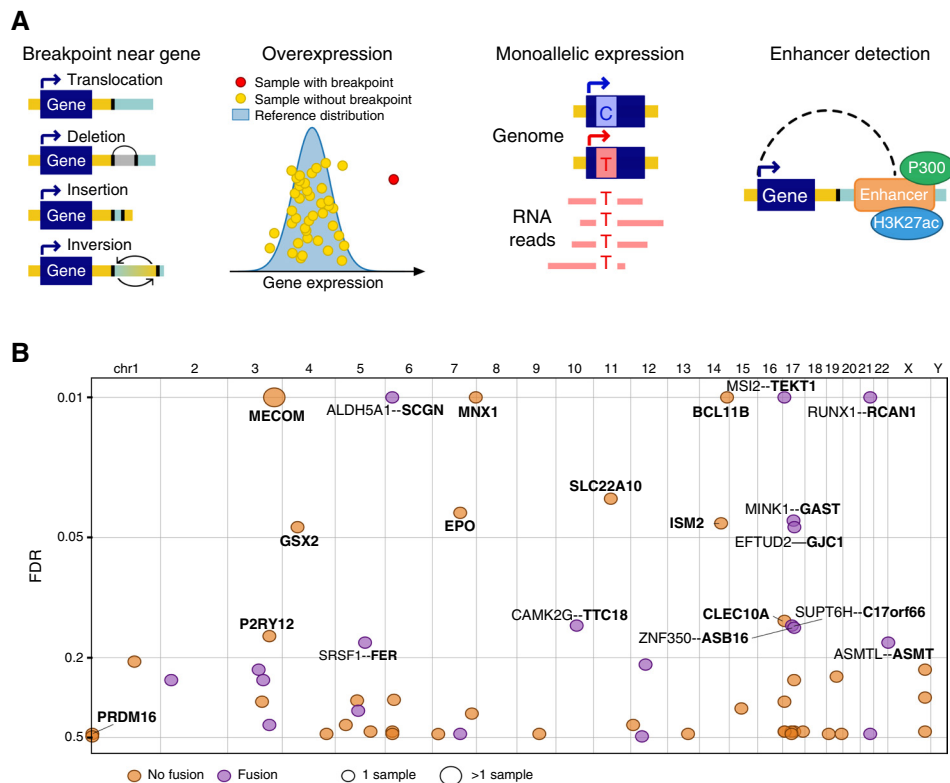 A
Breakpoint near gene
Translocation
Gene
Deletion
Gene
Insertion
Gene
Inversion
Gene
Overexpression
Sample with breakpoint
Sample without breakpoint
Reference distribution
Gene expression
Monoallelic expression
C
Genome
T
RNA
reads
T
T
T
T
Enhancer detection
P300
Gene
Enhancer
H3K27ac
B
chr1 2 3 4 5 6 7 8 9 10 11 12 13 14 15 16 17 18 19 20 21 22 X Y
FDR
0.01
0.05
0.2
0.5
MSI2--TEKT1
MECOM
ALDH5A1--SCGN
MNX1
BCL11B
RUNX1--RCAN1
SLC22A10
GSX2
EPO
ISM2
MINK1--GAST
EFTUD2—GJC1
P2RY12
SRSF1--FER
CAMK2G--TTC18
CLEC10A
SUPT6H--C17orf66
ZNF350--ASB16
ASMTL--ASMT
PRDM16
No fusion
Fusion
1 sample
>1 sample